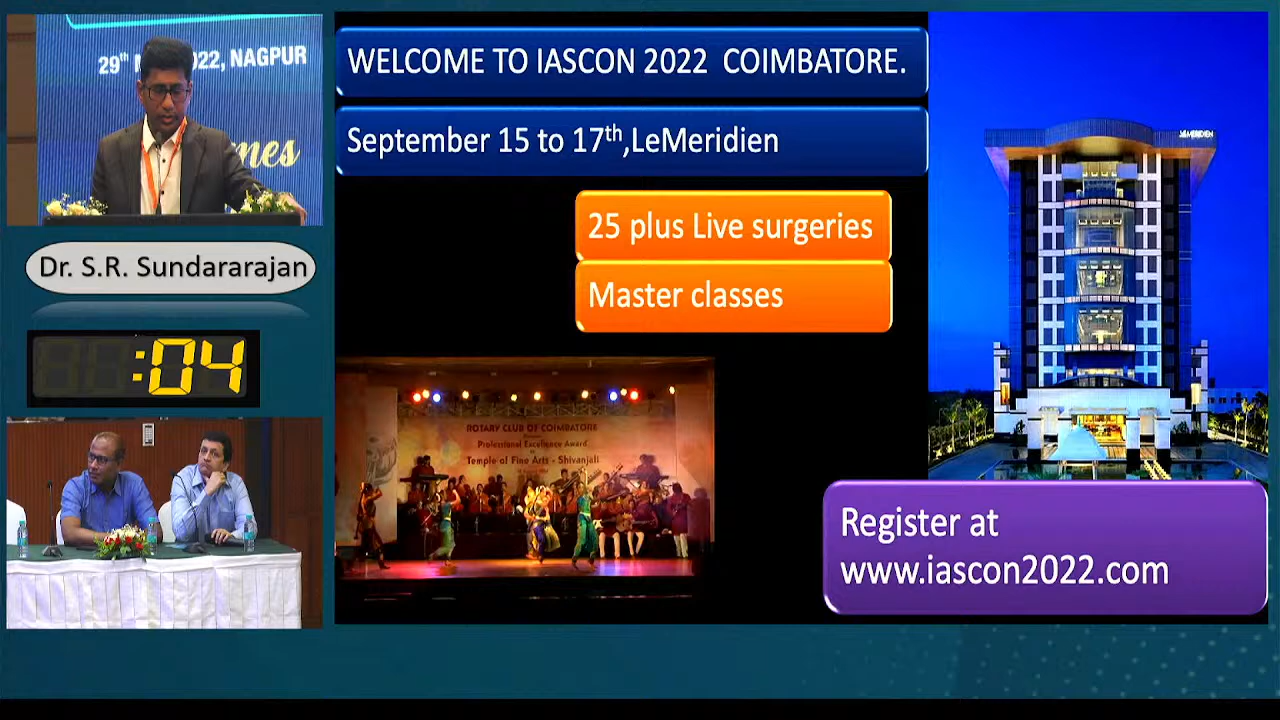 29th
2022, NAGPUR
Dr. S.R. Sundararajan
:04
WELCOME TO IASCON 2022 COIMBATORE.
September 15 to 17th,LeMeridien
25 plus Live surgeries
Master classes
LE MERIDIEN
ROTARY CLUB OF COIMBATORE
Professional Excellence Award
Temple of Fine Arts - Shivanjali
Register at
www.iascon2022.com